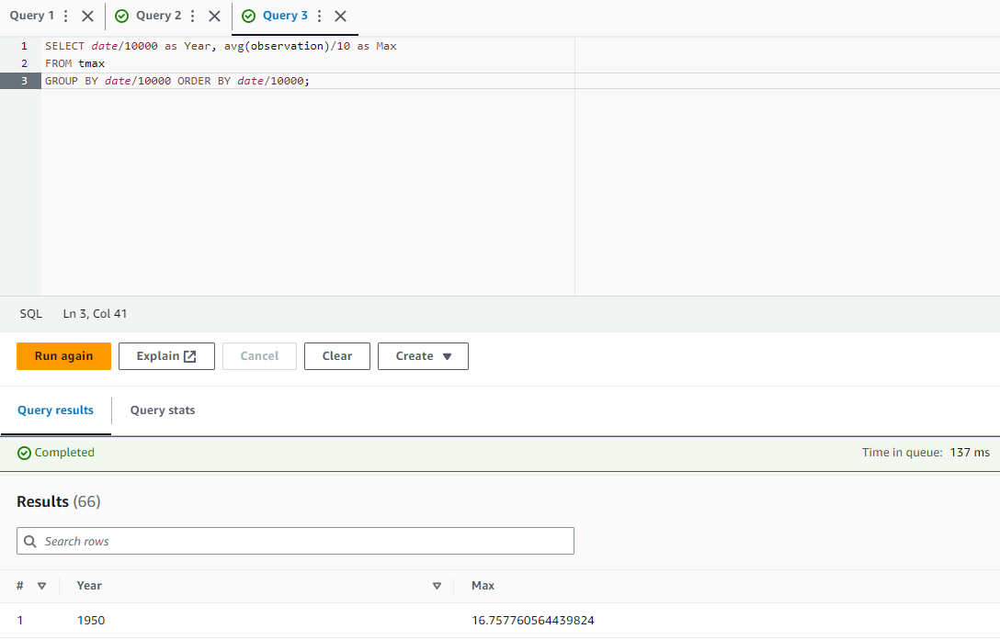 Query 1 Query 2 Query 3
1 SELECT date/10000 as Year, avg(observation)/10 as Max
2 FROM tmax
3 GROUP BY date/10000 ORDER BY date/10000;
SQL Ln 3, Col 41
Run again Explain Cancel Clear Create
Query results Query stats
Completed Time in queue: 137 ms
Results (66)
Search rows
# Year Max
1 1950 16.757760564439824